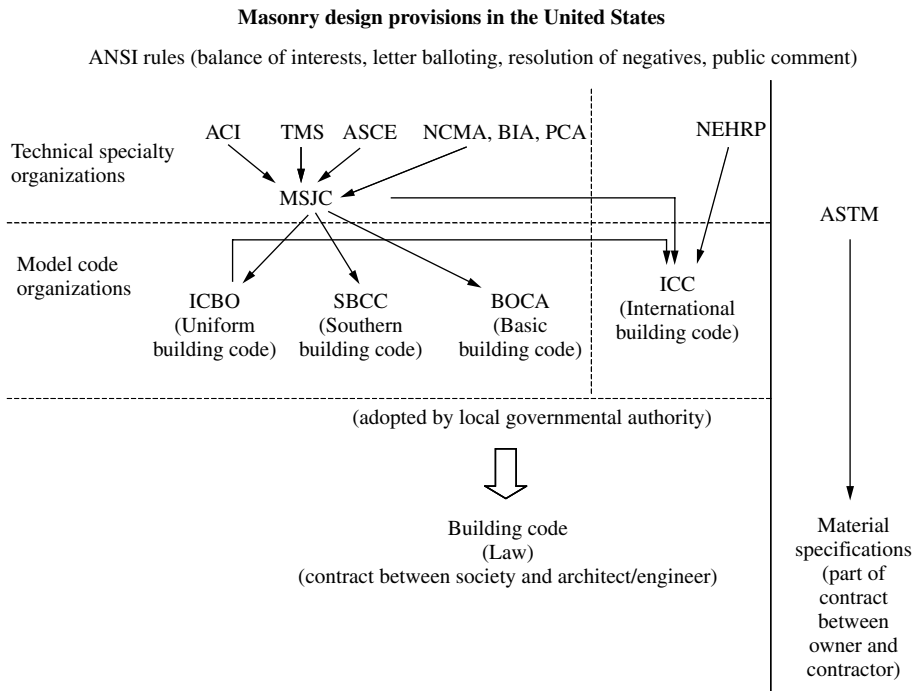 Masonry design provisions in the United States
ANSI rules (balance of interests, letter balloting, resolution of negatives, public comment)
ACI
TMS
ASCE
NCMA, BIA, PCA
NEHRP
Technical specialty
organizations
MSJC
ASTM
Model code
organizations
ICBO
(Uniform
building code)
SBCC
(Southern
building code)
BOCA
(Basic
building code)
ICC
(International
building code)
(adopted by local governmental authority)
Building code
(Law)
(contract between society and architect/engineer)
Material
specifications
(part of
contract
between
owner and
contractor)